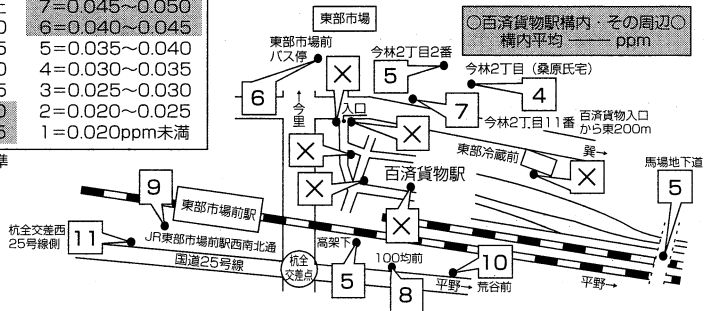 7=0.045～0.050
6=0.040～0.045
5=0.035～0.040
4=0.030～0.035
3=0.025～0.030
2=0.020～0.025
1=0.020ppm未満
東部市場
○百済貨物駅構内・その周辺○
構内平均 ―― ppm
東部市場前
バス停
今林2丁目2番
今林2丁目（桑原氏宅）
×
5
4
6
7
↑今里
入口
×
今林2丁目11番
百済貨物入口
から東200m
×
東部冷蔵前
巽→
馬場地下道
×
百済貨物駅
×
5
9
東部市場前駅
×
杭全交差西
25号線側
11
JR東部市場前駅西南北通
国道25号線
杭全
交差点
高架下
5
100均前
8
10
平野→
荒谷前
平野→